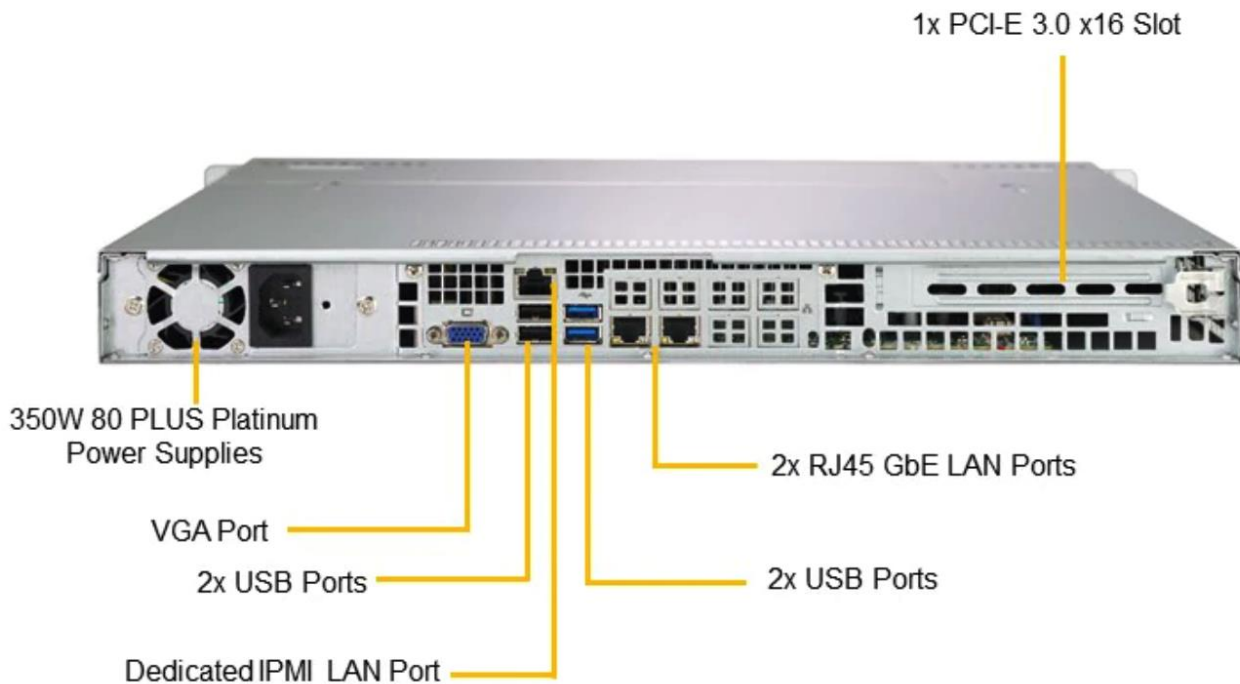 1x PCI-E 3.0 x16 Slot
350W 80 PLUS Platinum
Power Supplies
2x RJ45 GbE LAN Ports
VGA Port
2x USB Ports
2x USB Ports
Dedicated IPMI LAN Port